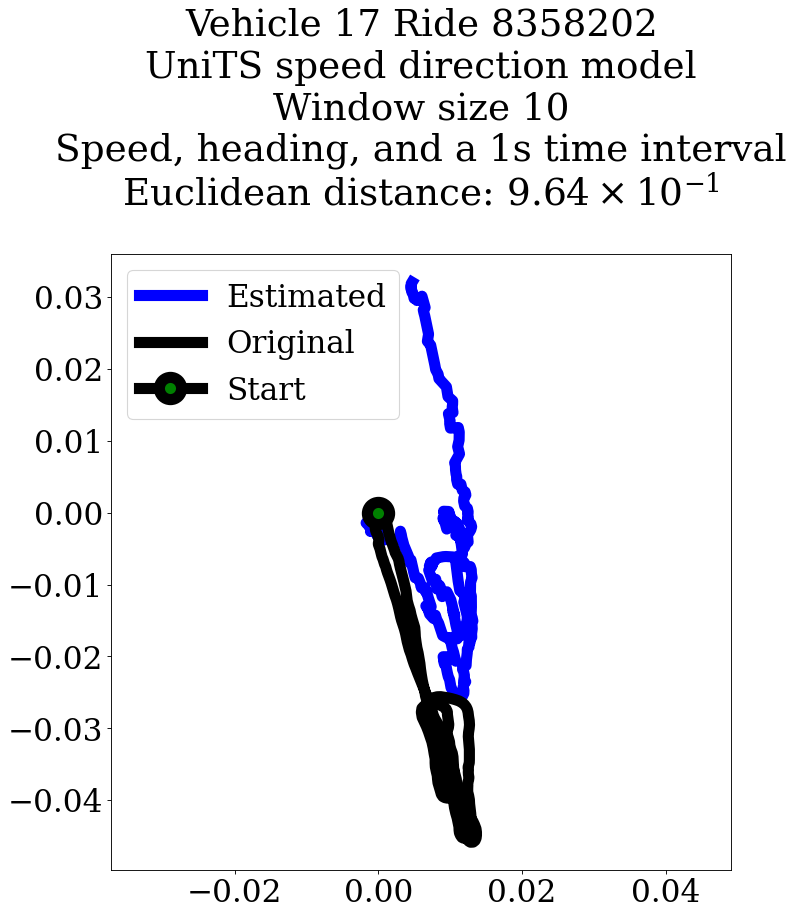 Vehicle 17 Ride 8358202
UniTS speed direction model
Window size 10
Speed, heading, and a 1s time interval
Euclidean distance: 9.64 × 10⁻¹
Estimated
Original
Start
0.03
0.02
0.01
0.00
−0.01
−0.02
−0.03
−0.04
−0.02 0.00 0.02 0.04